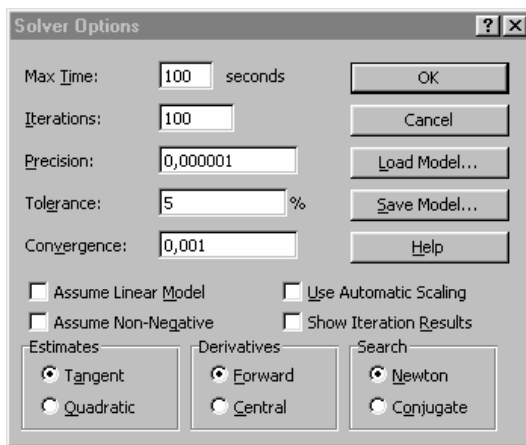 Solver Options
Max Time: 100 seconds
OK
Iterations: 100
Cancel
Precision: 0,000001
Load Model...
Tolerance: 5 %
Save Model...
Convergence: 0,001
Help
Assume Linear Model
Use Automatic Scaling
Assume Non-Negative
Show Iteration Results
Estimates
Tangent
Quadratic
Derivatives
Forward
Central
Search
Newton
Conjugate